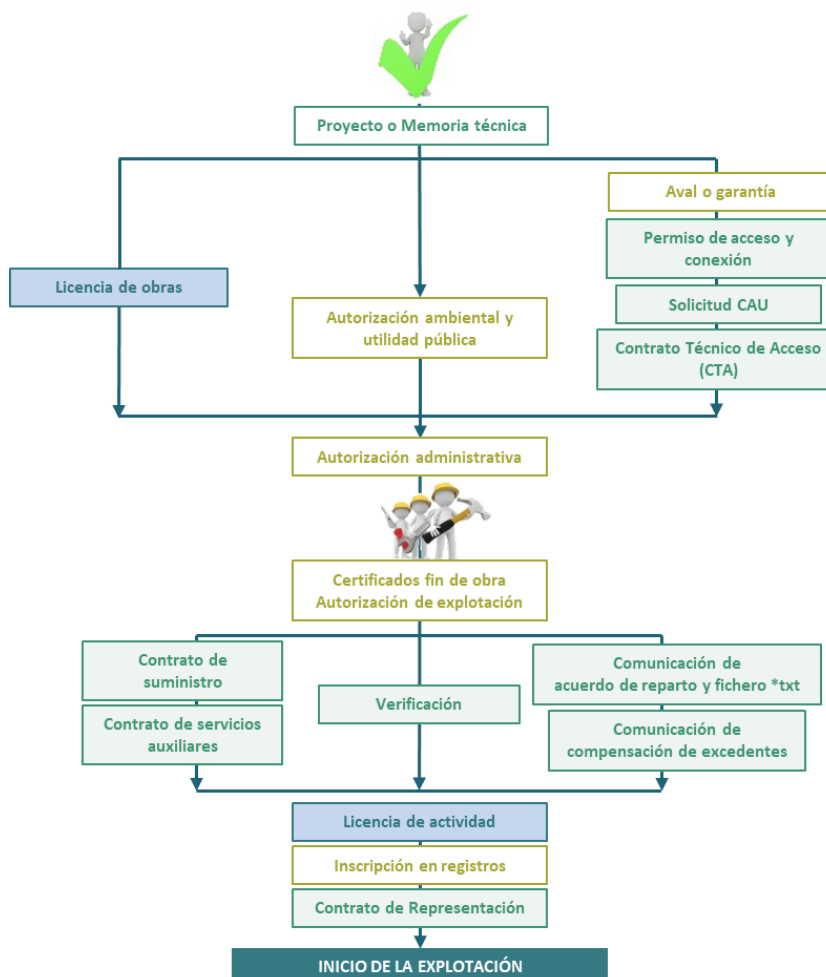 Proyecto o Memoria técnica
Licencia de obras
Autorización ambiental y
utilidad pública
Aval o garantía
Permiso de acceso y
conexión
Solicitud CAU
Contrato Técnico de Acceso
(CTA)
Autorización administrativa
Certificados fin de obra
Autorización de explotación
Contrato de
suministro
Contrato de servicios
auxiliares
Verificación
Comunicación de
acuerdo de reparto y fichero *txt
Comunicación de
compensación de excedentes
Licencia de actividad
Inscripción en registros
Contrato de Representación
INICIO DE LA EXPLOTACIÓN